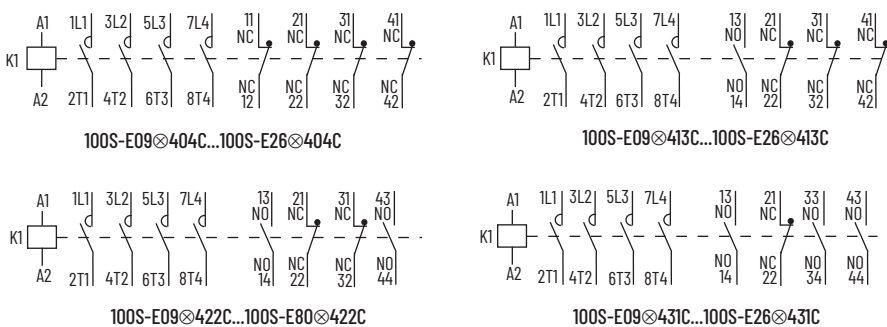 A1 1L1 3L2 5L3 7L4 11 NC 21 NC 31 NC 41 NC
K1
A2 2T1 4T2 6T3 8T4 NC 12 NC 22 NC 32 NC 42
100S-E09⊗404C...100S-E26⊗404C
A1 1L1 3L2 5L3 7L4 13 NO 21 NC 31 NC 41 NC
K1
A2 2T1 4T2 6T3 8T4 NO 14 NC 22 NC 32 NC 42
100S-E09⊗413C...100S-E26⊗413C
A1 1L1 3L2 5L3 7L4 13 NO 21 NC 31 NC 43 NO
K1
A2 2T1 4T2 6T3 8T4 NO 14 NC 22 NC 32 NO 44
100S-E09⊗422C...100S-E80⊗422C
A1 1L1 3L2 5L3 7L4 13 NO 21 NC 33 NO 43 NO
K1
A2 2T1 4T2 6T3 8T4 NO 14 NC 22 NO 34 NO 44
100S-E09⊗431C...100S-E26⊗431C